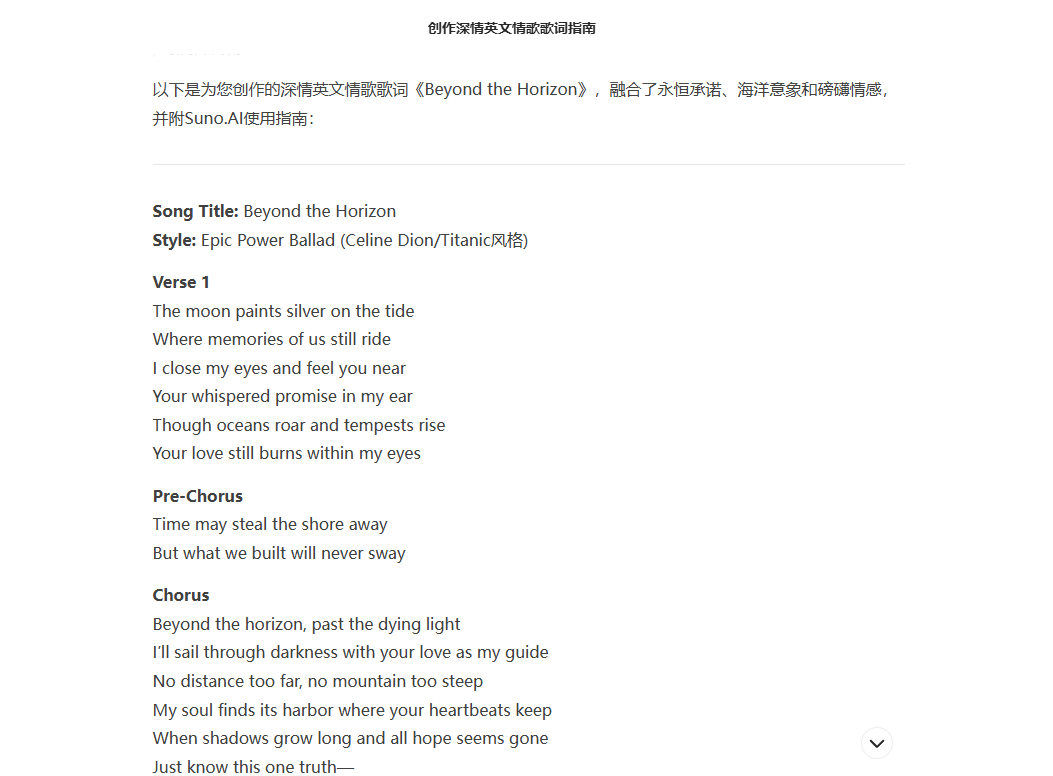 创作深情英文情歌歌词指南
以下是为您创作的深情英文情歌歌词《Beyond the Horizon》，融合了永恒承诺、海洋意象和磅礴情感，
并附Suno.AI使用指南：
Song Title: Beyond the Horizon
Style: Epic Power Ballad (Celine Dion/Titanic风格)
Verse 1
The moon paints silver on the tide
Where memories of us still ride
I close my eyes and feel you near
Your whispered promise in my ear
Though oceans roar and tempests rise
Your love still burns within my eyes
Pre-Chorus
Time may steal the shore away
But what we built will never sway
Chorus
Beyond the horizon, past the dying light
I’ll sail through darkness with your love as my guide
No distance too far, no mountain too steep
My soul finds its harbor where your heartbeats keep
When shadows grow long and all hope seems gone
Just know this one truth—